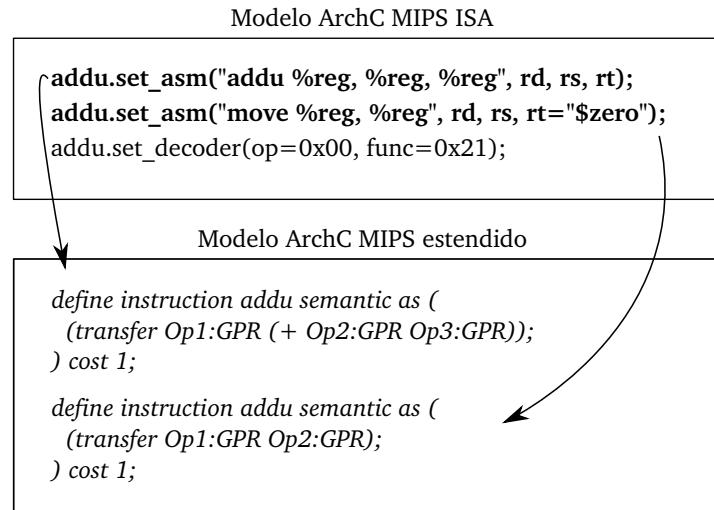 Modelo ArchC MIPS ISA
addu.set_asm("addu %reg, %reg, %reg", rd, rs, rt);
addu.set_asm("move %reg, %reg", rd, rs, rt="$zero");
addu.set_decoder(op=0x00, func=0x21);
Modelo ArchC MIPS estendido
define instruction addu semantic as (
(transfer Op1:GPR (+ Op2:GPR Op3:GPR));
) cost 1;
define instruction addu semantic as (
(transfer Op1:GPR Op2:GPR);
) cost 1;